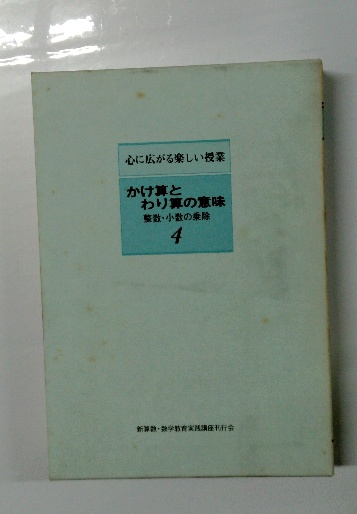 心に広がる楽しい授業
かけ算と
わり算の意味
整数・小数の乗除
4
新算数・数学教育実践講座刊行会